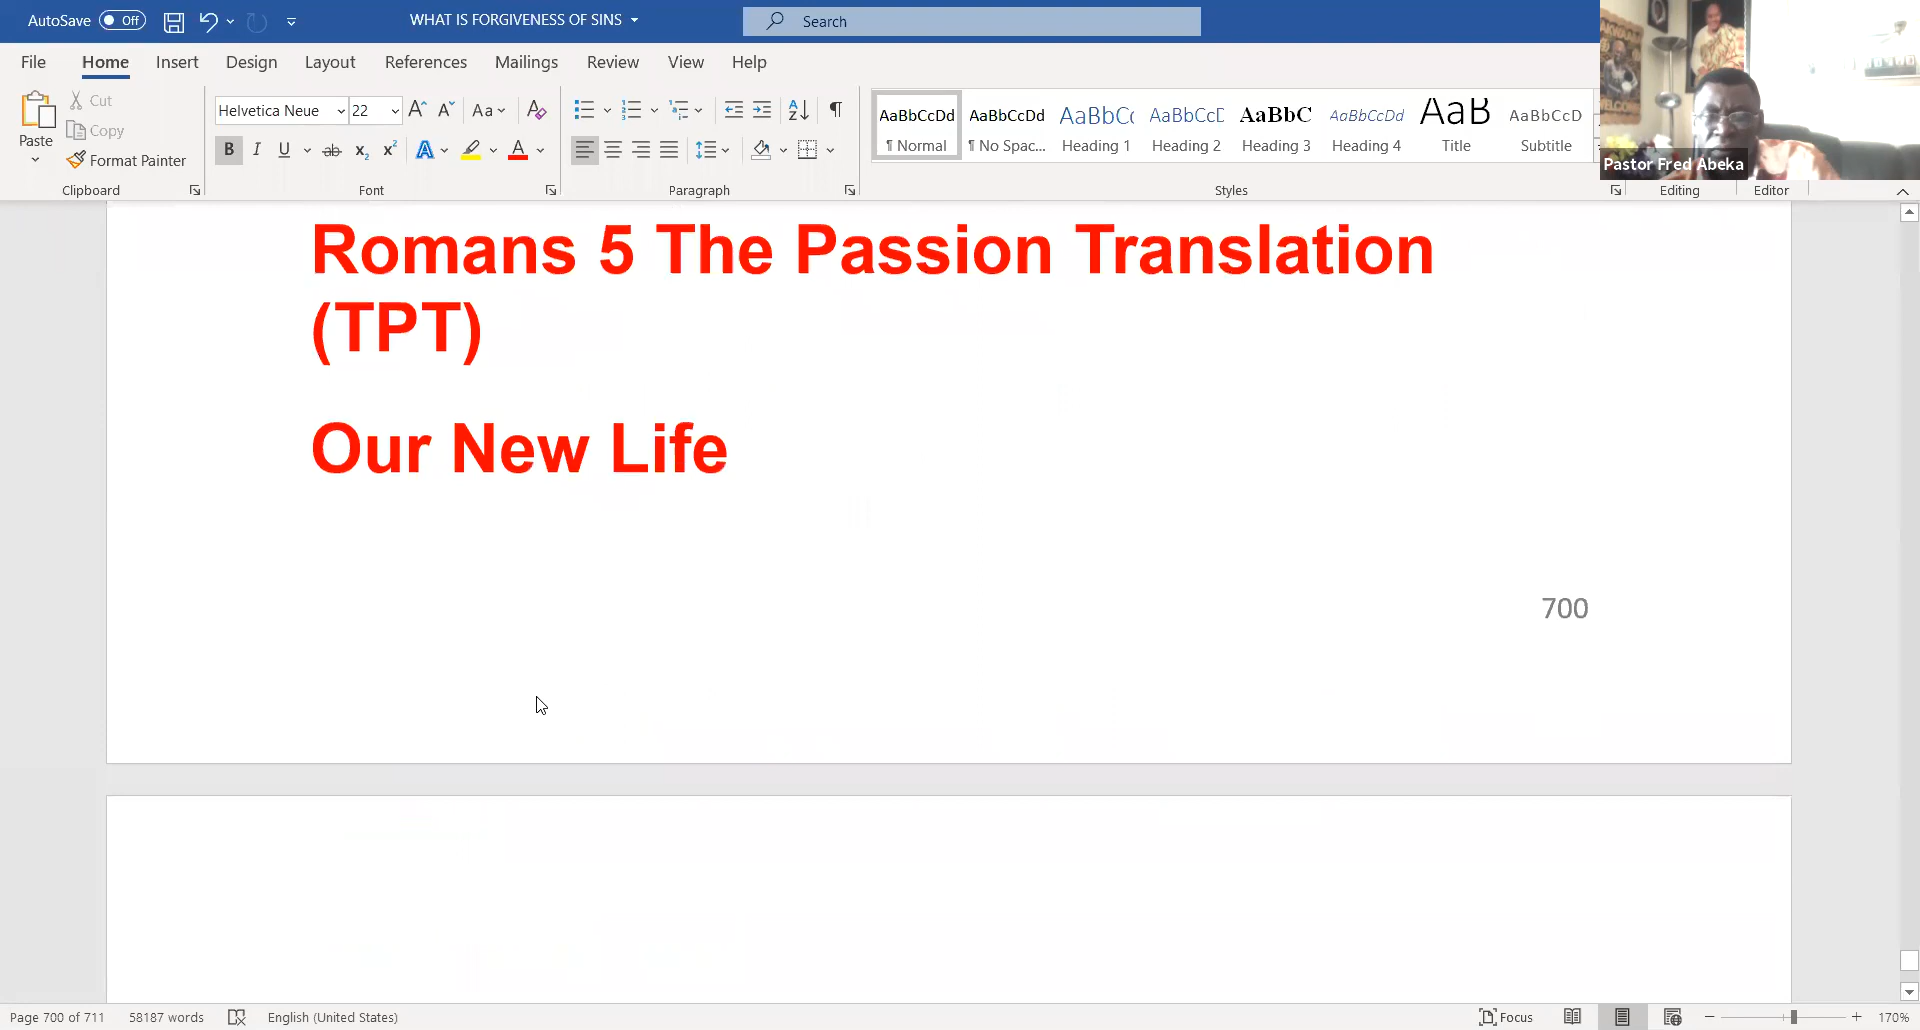 AutoSave Off WHAT IS FORGIVENESS OF SINS Search
File Home Insert Design Layout References Mailings Review View Help
Paste
Cut
Copy
Format Painter
Clipboard
Helvetica Neue 22
Font
Paragraph
AaBbCcDd AaBbCcDd AaBbC AaBbCcD AaBbC AaBbCcDd AaB AaBbCcD
¶ Normal ¶ No Spac... Heading 1 Heading 2 Heading 3 Heading 4 Title Subtitle
Styles
Editing
Editor
Pastor Fred Abeka
Romans 5 The Passion Translation
(TPT)
Our New Life
700
Page 700 of 711 58187 words English (United States) Focus 170%